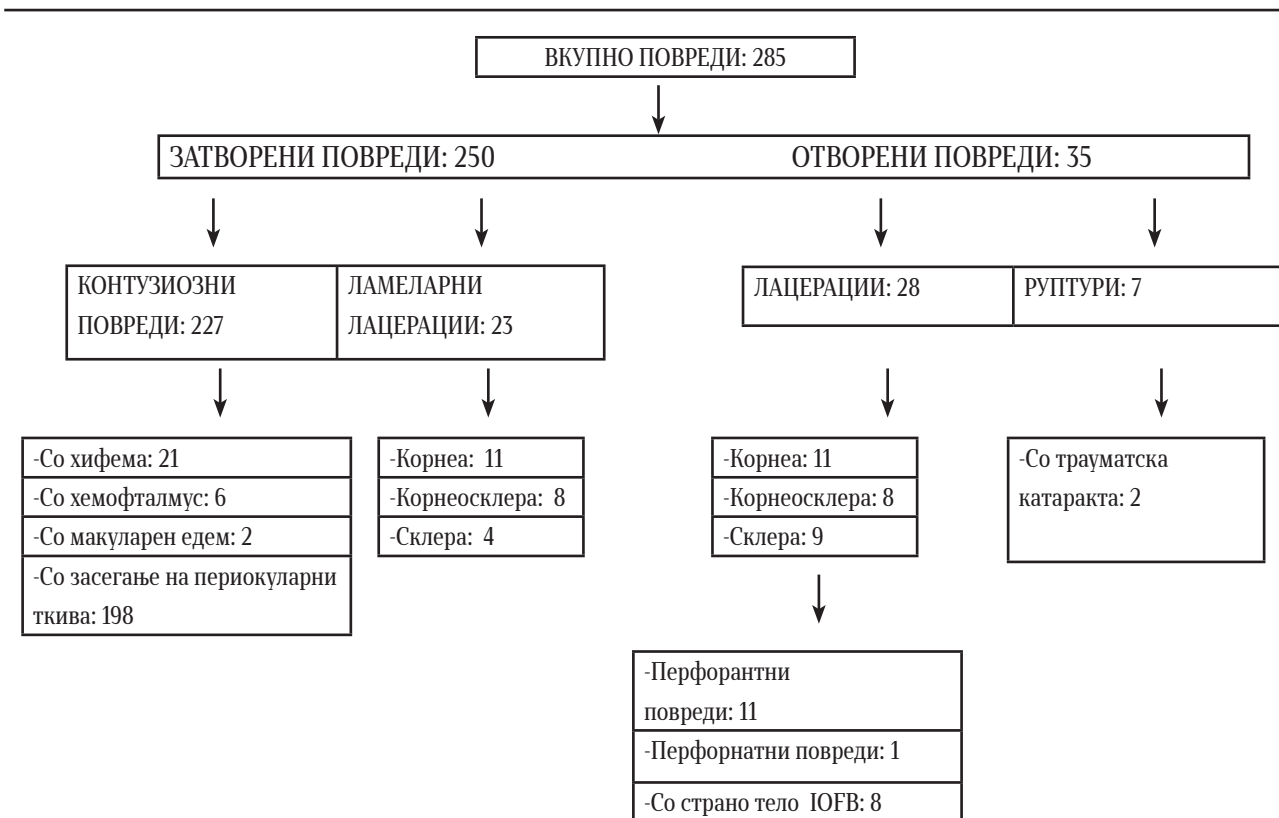 ВКУПНО ПОВРЕДИ: 285
ЗАТВОРЕНИ ПОВРЕДИ: 250
ОТВОРЕНИ ПОВРЕДИ: 35
КОНТУЗИОЗНИ
ПОВРЕДИ: 227
ЛАМЕЛАРНИ
ЛАЦЕРАЦИИ: 23
ЛАЦЕРАЦИИ: 28
РУПТУРИ: 7
-Со хифема: 21
-Со хемофталмус: 6
-Со макуларен едем: 2
-Со засегање на периокуларни
ткива: 198
-Корнеа: 11
-Корнеосклера: 8
-Склера: 4
-Корнеа: 11
-Корнеосклера: 8
-Склера: 9
-Со трауматска
катаракта: 2
-Перфорантни
повреди: 11
-Перфорнатни повреди: 1
-Со страно тело IOFB: 8